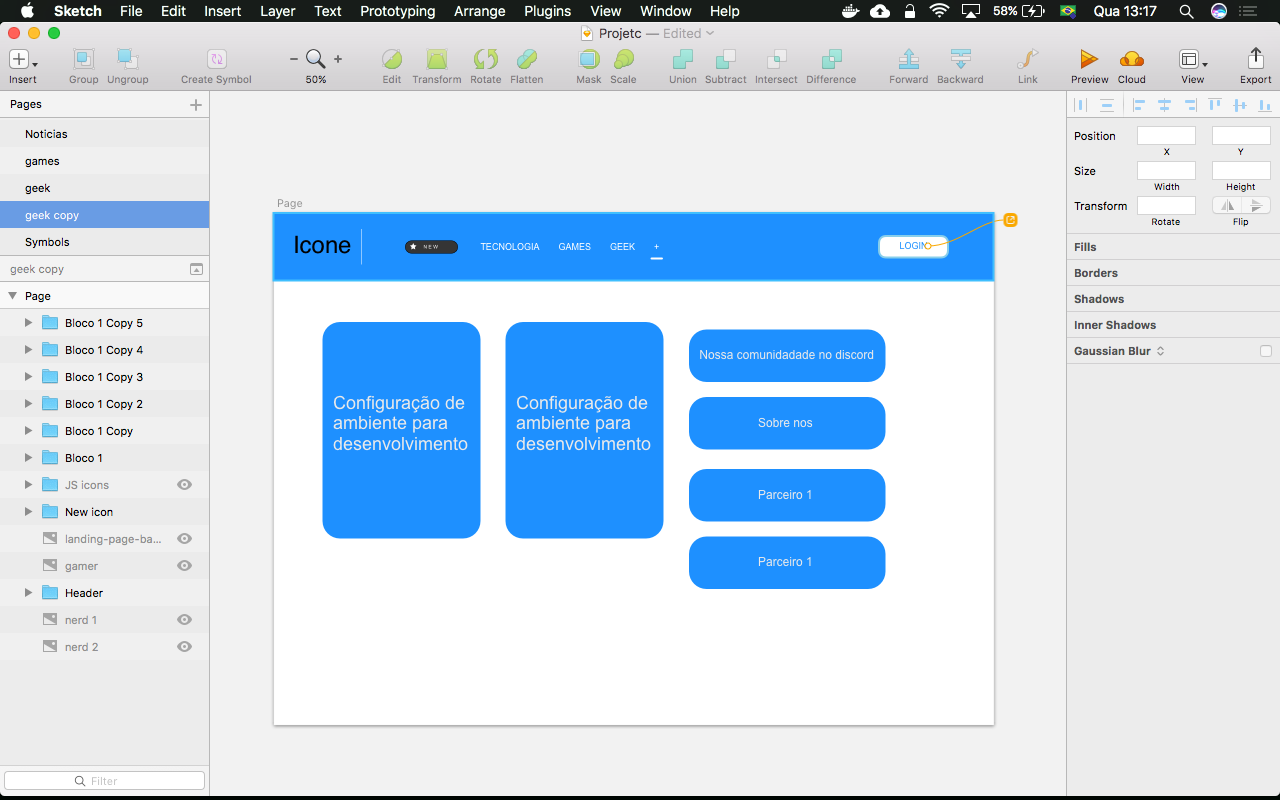 Sketch File Edit Insert Layer Text Prototyping Arrange Plugins View Window Help 58% Qua 13:17
Projetc — Edited
Insert Group Ungroup Create Symbol 50% Edit Transform Rotate Flatten Mask Scale Union Subtract Intersect Difference Forward Backward Link Preview Cloud View Export
Pages
Noticias
games
geek
geek copy
Symbols
geek copy
Page
Bloco 1 Copy 5
Bloco 1 Copy 4
Bloco 1 Copy 3
Bloco 1 Copy 2
Bloco 1 Copy
Bloco 1
JS icons
New icon
landing-page-ba...
gamer
Header
nerd 1
nerd 2
Filter
Page
Icone NEW TECNOLOGIA GAMES GEEK + LOGIN
Configuração de
ambiente para
desenvolvimento
Configuração de
ambiente para
desenvolvimento
Nossa comunidadade no discord
Sobre nos
Parceiro 1
Parceiro 1
Position
X Y
Size
Width Height
Transform
Rotate Flip
Fills
Borders
Shadows
Inner Shadows
Gaussian Blur